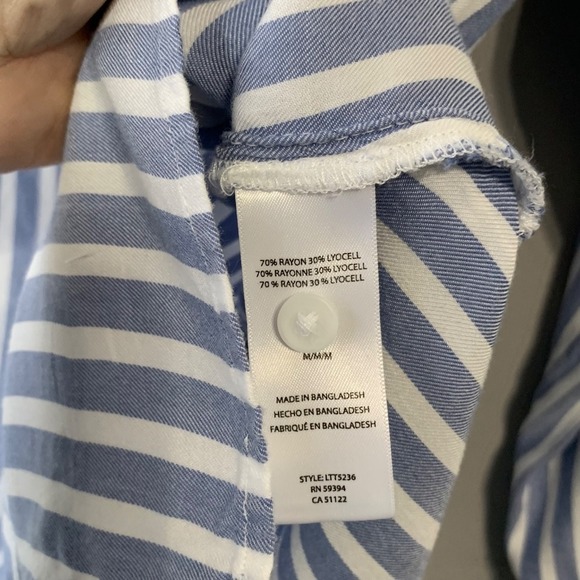 70% RAYON 30% LYOCELL
70% RAYONNE 30% LYOCELL
70 % RAYON 30 % LYOCELL
M/M/M
MADE IN BANGLADESH
HECHO EN BANGLADESH
FABRIQUÉ EN BANGLADESH
STYLE: LTT5236
RN 59394
CA 51122